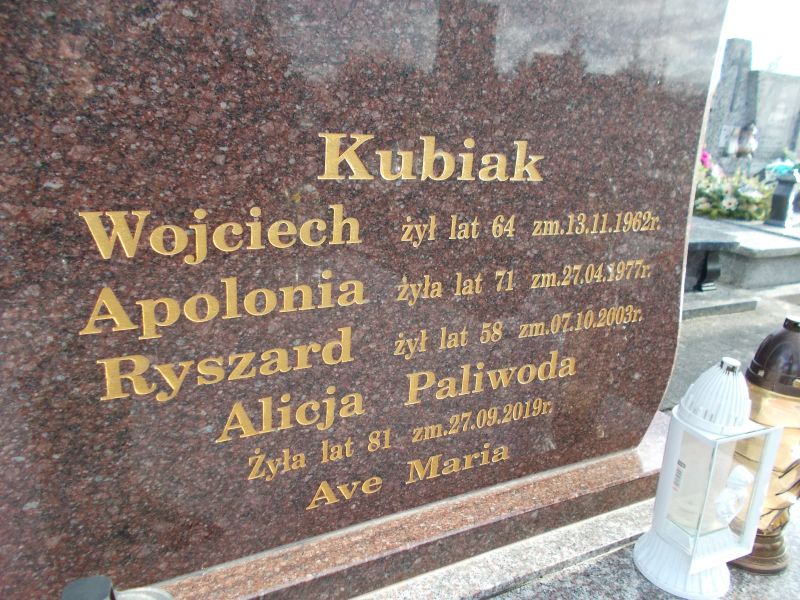 Kubiak
Wojciech żył lat 64 zm.13.11.1962r.
Apolonia żyła lat 71 zm.27.04.1977r.
Ryszard żył lat 58 zm.07.10.2003r.
Alicja Paliwoda
Żyła lat 81 zm.27.09.2019r.
Ave Maria